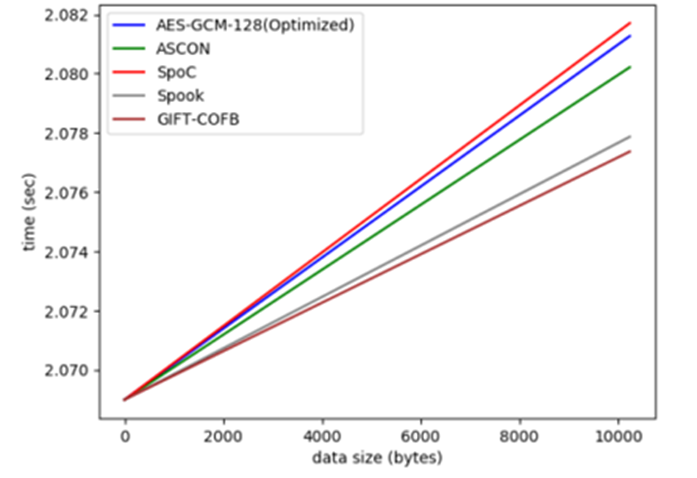 2.082
2.080
2.078
2.076
2.074
2.072
2.070
time (sec)
AES-GCM-128(Optimized)
ASCON
SpoC
Spook
GIFT-COFB
0 2000 4000 6000 8000 10000
data size (bytes)